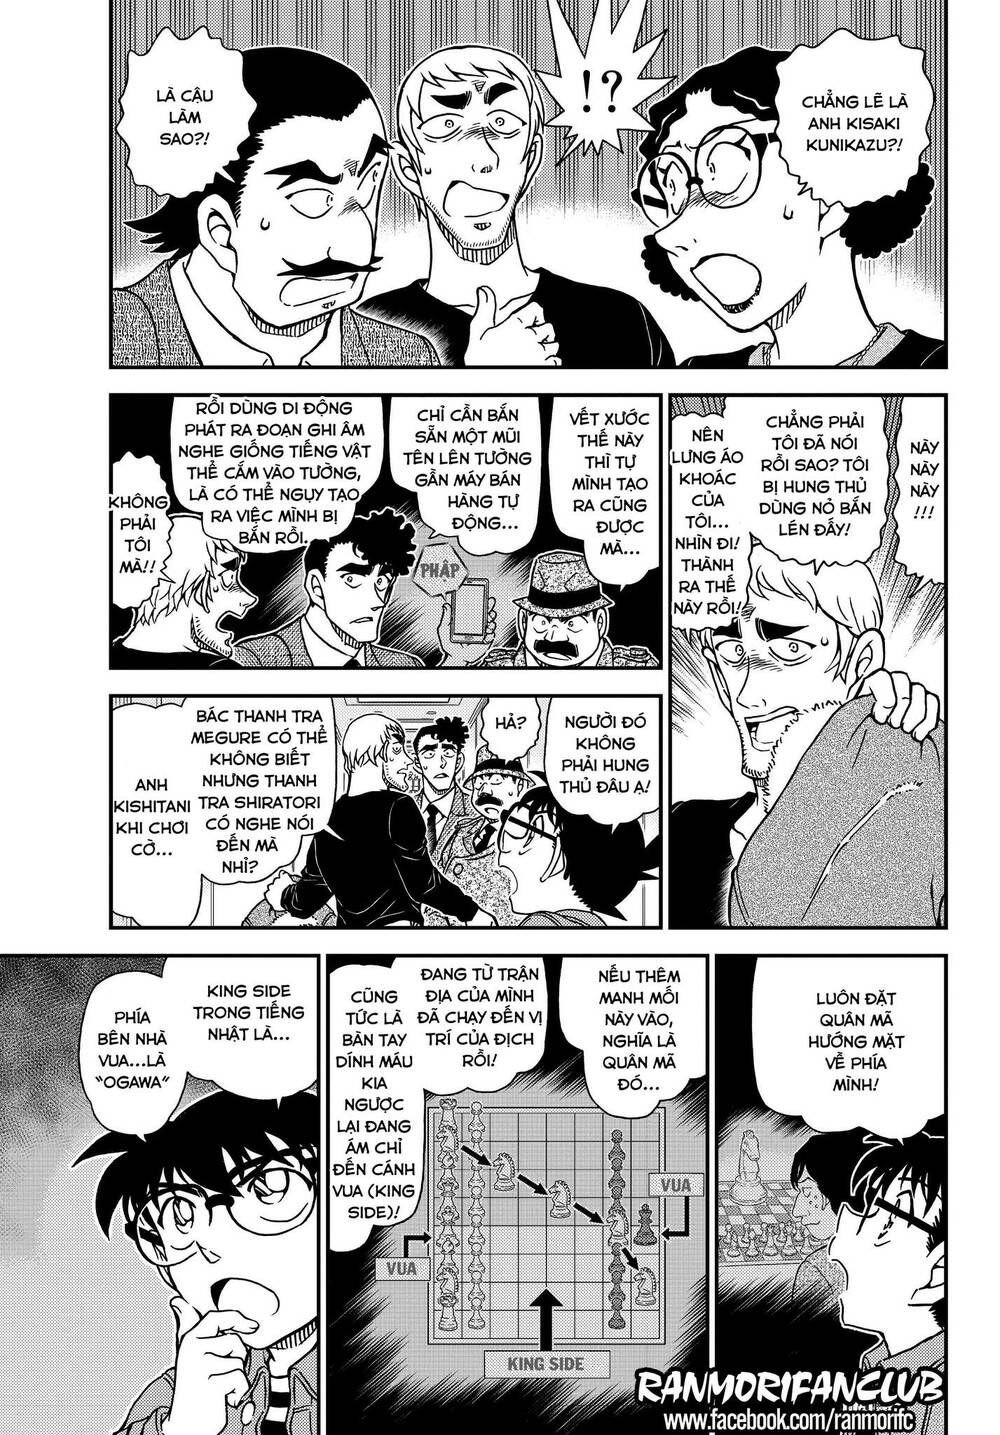 CHẲNG LẼ LÀ
ANH KISAKI
KUNIKAZU?!
!?
LÀ CẬU
LÀM
SAO?!
NÀY
NÀY
NÀY
!!!
CHẲNG PHẢI
TÔI ĐÃ NÓI
RỒI SAO? TÔI
BỊ HUNG THỦ
DÙNG NỎ BẮN
LÉN ĐẤY!
NÊN
LƯNG ÁO
KHOÁC
CỦA
TÔI...
NHÌN ĐI!
THÀNH
RA THẾ
NÀY RỒI!
VẾT XƯỚC
THẾ NÀY
THÌ TỰ
MÌNH TẠO
RA CŨNG
ĐƯỢC
MÀ...
CHỈ CẦN BẮN
SẴN MỘT MŨI
TÊN LÊN TƯỜNG
GẦN MÁY BÁN
HÀNG TỰ
ĐỘNG...
PHẬP
RỒI DÙNG DI ĐỘNG
PHÁT RA ĐOẠN GHI ÂM
NGHE GIỐNG TIẾNG VẬT
THỂ CẮM VÀO TƯỜNG,
LÀ CÓ THỂ NGỤY TẠO
RA VIỆC MÌNH BỊ
BẮN RỒI.
KHÔNG
PHẢI
TÔI
MÀ!!
NGƯỜI ĐÓ
KHÔNG
PHẢI HUNG
THỦ ĐÂU Ạ!
HẢ?
BÁC THANH TRA
MEGURE CÓ THỂ
KHÔNG BIẾT
NHƯNG THANH
TRA SHIRATORI
CÓ NGHE NÓI
ĐẾN MÀ
NHỈ?
ANH
KISHITANI
KHI CHƠI
CỜ...
LUÔN ĐẶT
QUÂN MÃ
HƯỚNG MẶT
VỀ PHÍA
MÌNH!
NẾU THÊM
MANH MỐI
NÀY VÀO,
NGHĨA LÀ
QUÂN MÃ
ĐÓ...
ĐANG TỪ TRẬN
ĐỊA CỦA MÌNH
ĐÃ CHẠY ĐẾN VỊ
TRÍ CỦA ĐỊCH
RỒI!
CŨNG
TỨC LÀ
BÀN TAY
DÍNH MÁU
KIA
NGƯỢC
LẠI ĐANG
ÁM CHỈ
ĐẾN CÁNH
VUA (KING
SIDE)!
VUA
VUA
KING SIDE
KING SIDE
TRONG TIẾNG
NHẬT LÀ...
PHÍA
BÊN NHÀ
VUA...LÀ
"OGAWA"
RANMORIFANCLUB
www.facebook.com/ranmorifc